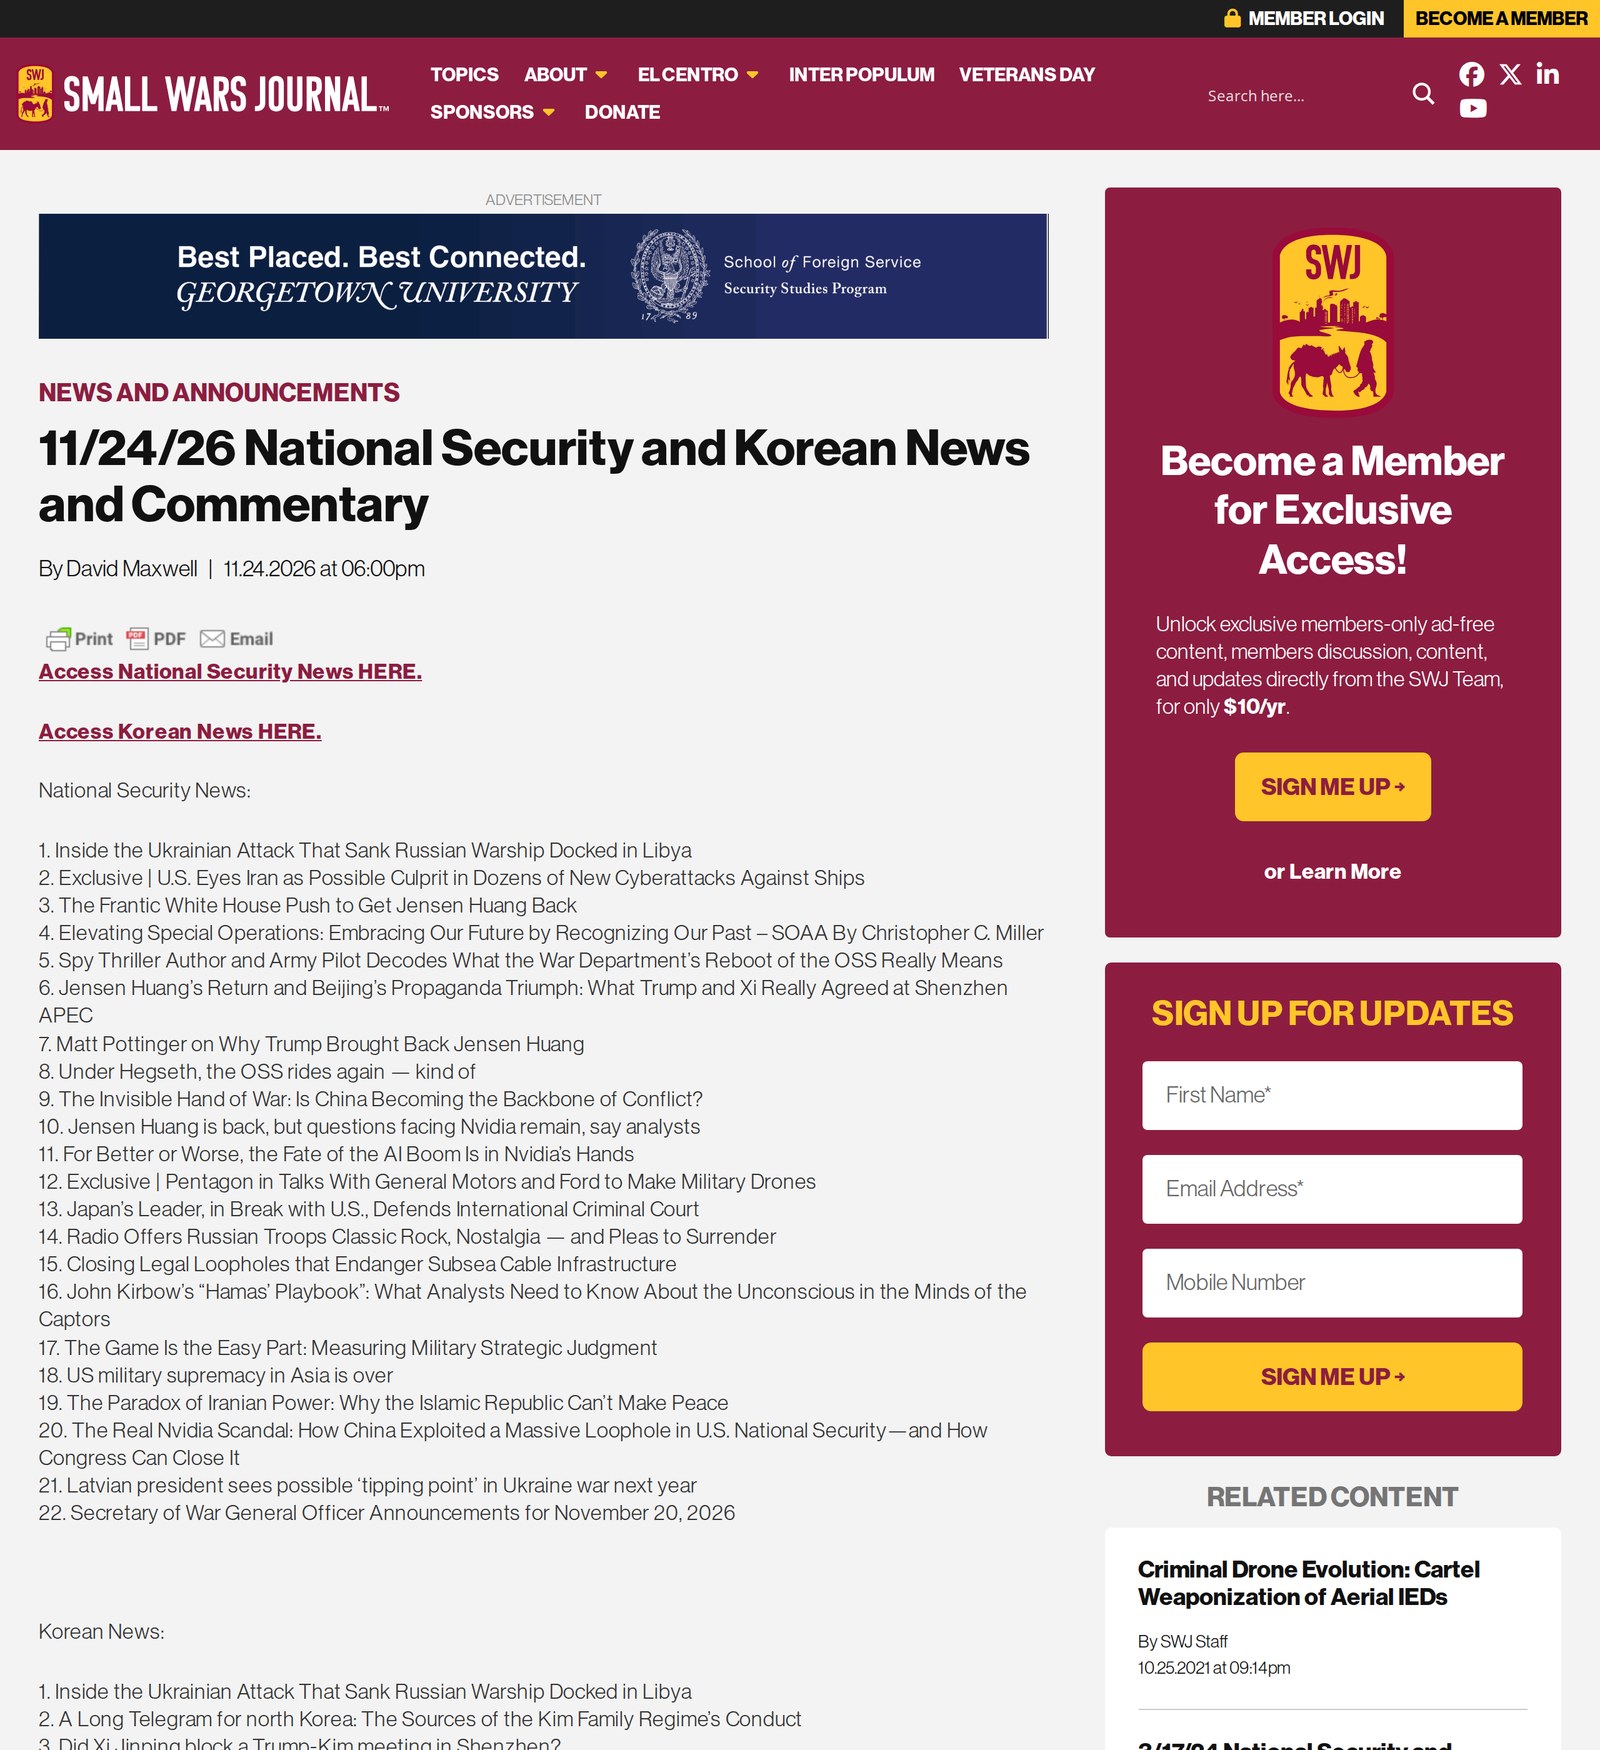 MEMBER LOGIN
BECOME A MEMBER
SWJ
SMALL WARS JOURNAL™
TOPICS
ABOUT
EL CENTRO
INTER POPULUM
VETERANS DAY
SPONSORS
DONATE
Search here...
ADVERTISEMENT
Best Placed. Best Connected.
GEORGETOWN UNIVERSITY
17 89
School of Foreign Service
Security Studies Program
NEWS AND ANNOUNCEMENTS
11/24/26 National Security and Korean News
and Commentary
By David Maxwell | 11.24.2026 at 06:00pm
Print PDF Email
Access National Security News HERE.
Access Korean News HERE.
National Security News:
1. Inside the Ukrainian Attack That Sank Russian Warship Docked in Libya
2. Exclusive | U.S. Eyes Iran as Possible Culprit in Dozens of New Cyberattacks Against Ships
3. The Frantic White House Push to Get Jensen Huang Back
4. Elevating Special Operations: Embracing Our Future by Recognizing Our Past – SOAA By Christopher C. Miller
5. Spy Thriller Author and Army Pilot Decodes What the War Department’s Reboot of the OSS Really Means
6. Jensen Huang’s Return and Beijing’s Propaganda Triumph: What Trump and Xi Really Agreed at Shenzhen
APEC
7. Matt Pottinger on Why Trump Brought Back Jensen Huang
8. Under Hegseth, the OSS rides again — kind of
9. The Invisible Hand of War: Is China Becoming the Backbone of Conflict?
10. Jensen Huang is back, but questions facing Nvidia remain, say analysts
11. For Better or Worse, the Fate of the AI Boom Is in Nvidia’s Hands
12. Exclusive | Pentagon in Talks With General Motors and Ford to Make Military Drones
13. Japan’s Leader, in Break with U.S., Defends International Criminal Court
14. Radio Offers Russian Troops Classic Rock, Nostalgia — and Pleas to Surrender
15. Closing Legal Loopholes that Endanger Subsea Cable Infrastructure
16. John Kirbow’s “Hamas’ Playbook”: What Analysts Need to Know About the Unconscious in the Minds of the
Captors
17. The Game Is the Easy Part: Measuring Military Strategic Judgment
18. US military supremacy in Asia is over
19. The Paradox of Iranian Power: Why the Islamic Republic Can’t Make Peace
20. The Real Nvidia Scandal: How China Exploited a Massive Loophole in U.S. National Security—and How
Congress Can Close It
21. Latvian president sees possible ‘tipping point’ in Ukraine war next year
22. Secretary of War General Officer Announcements for November 20, 2026
Korean News:
1. Inside the Ukrainian Attack That Sank Russian Warship Docked in Libya
2. A Long Telegram for north Korea: The Sources of the Kim Family Regime’s Conduct
3. Did Xi Jinping block a Trump-Kim meeting in Shenzhen?
SWJ
Become a Member
for Exclusive
Access!
Unlock exclusive members-only ad-free
content, members discussion, content,
and updates directly from the SWJ Team,
for only $10/yr.
SIGN ME UP →
or Learn More
SIGN UP FOR UPDATES
First Name*
Email Address*
Mobile Number
SIGN ME UP →
RELATED CONTENT
Criminal Drone Evolution: Cartel
Weaponization of Aerial IEDs
By SWJ Staff
10.25.2021 at 09:14pm
3/17/24 National Security and